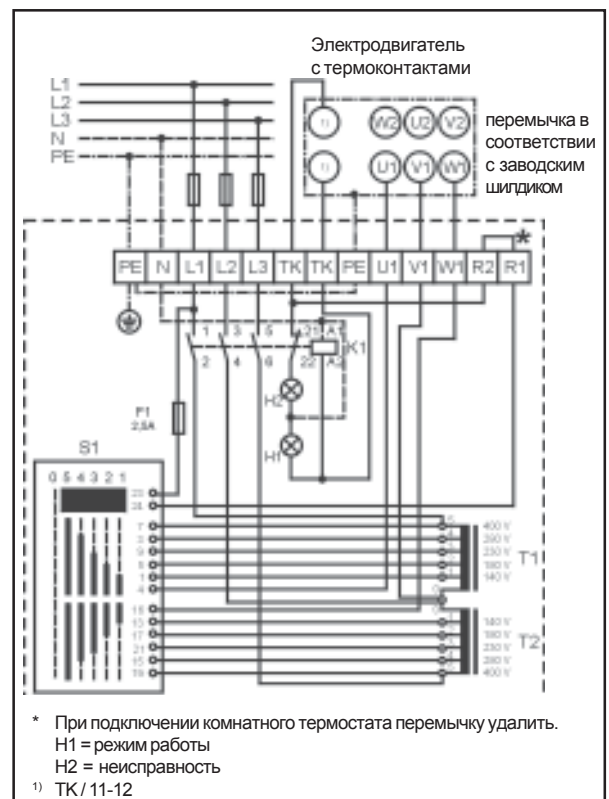 Электродвигатель
с термоконтактами
L1
L2
L3
N
PE
1) W2 U2 V2
1) U1 V1 W1
перемычка в
соответствии
с заводским
шилдиком
*
PE N L1 L2 L3 TK TK PE U1 V1 W1 R2 R1
1 3 5 21 A1
K1
2 4 6 22 A2
H2
F1
2,5A
H1
S1
0 5 4 3 2 1
400 V
280 V
230 V
180 V
140 V
T1
140 V
180 V
230 V
280 V
400 V
T2
* При подключении комнатного термостата перемычку удалить.
H1 = режим работы
H2 = неисправность
1) TK / 11-12